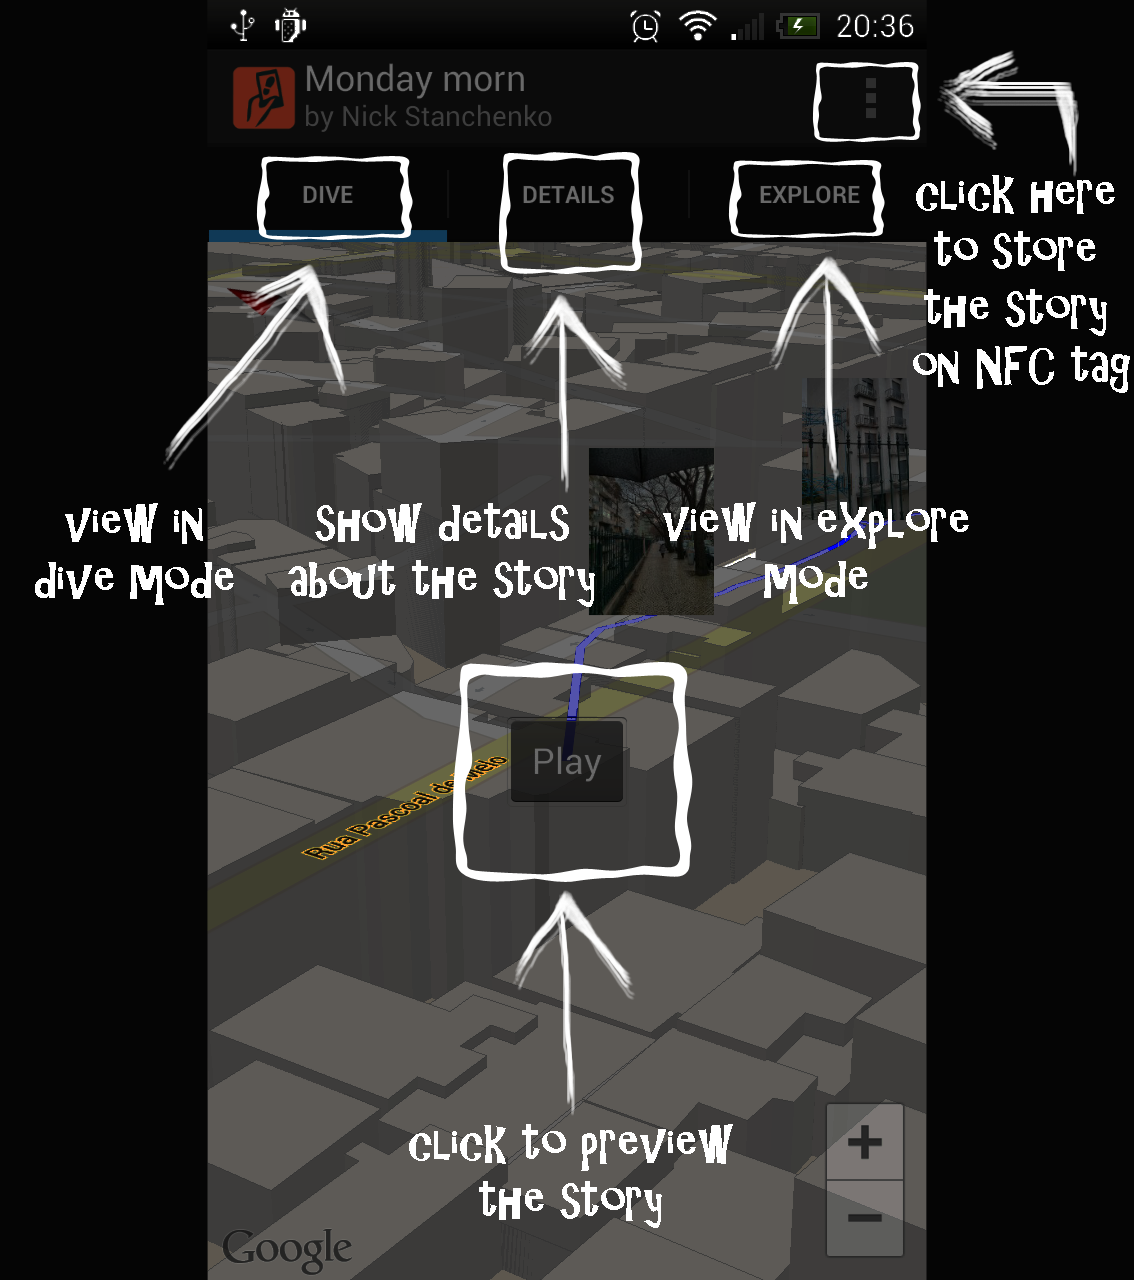 20:36
Monday morn
by Nick Stanchenko
DIVE
DETAILS
EXPLORE
CLiCK Here
to Store
the Story
on NFC tag
View in
dive Mode
Show details
about the Story
View in explore
Mode
Play
Rua Pascoal de Melo
Click to preview
the Story
+
−
Google